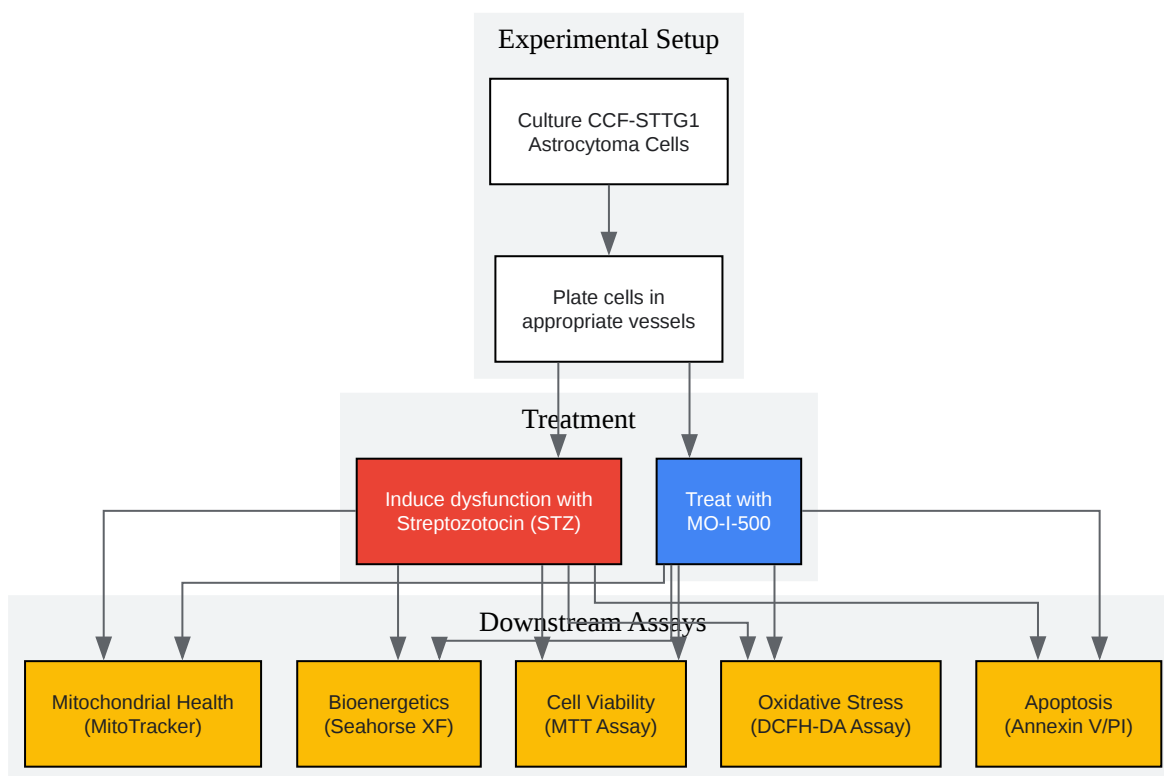 Experimental Setup
Culture CCF-STTG1
Astrocytoma Cells
Plate cells in
appropriate vessels
Treatment
Induce dysfunction with
Streptozotocin (STZ)
Treat with
MO-I-500
Downstream Assays
Mitochondrial Health
(MitoTracker)
Bioenergetics
(Seahorse XF)
Cell Viability
(MTT Assay)
Oxidative Stress
(DCFH-DA Assay)
Apoptosis
(Annexin V/PI)